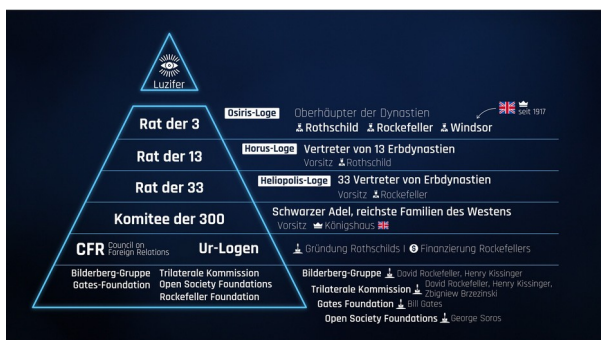 Luzifer
Rat der 3
Osiris-Loge Oberhäupter der Dynastien
Rothschild Rockefeller Windsor
seit 1917
Rat der 13
Horus-Loge Vertreter von 13 Erbdynastien
Vorsitz Rothschild
Rat der 33
Heliopolis-Loge 33 Vertreter von Erbdynastien
Vorsitz Rockefeller
Komitee der 300
Schwarzer Adel, reichste Familien des Westens
Vorsitz Königshaus
CFR Council on Foreign Relations Ur-Logen
Gründung Rothschilds I Finanzierung Rockefellers
Bilderberg-Gruppe Trilaterale Kommission
Gates-Foundation Open Society Foundations
Rockefeller Foundation
Bilderberg-Gruppe David Rockefeller, Henry Kissinger
Trilaterale Kommission David Rockefeller, Henry Kissinger,
Zbigniew Brzezinski
Gates Foundation Bill Gates
Open Society Foundations George Soros